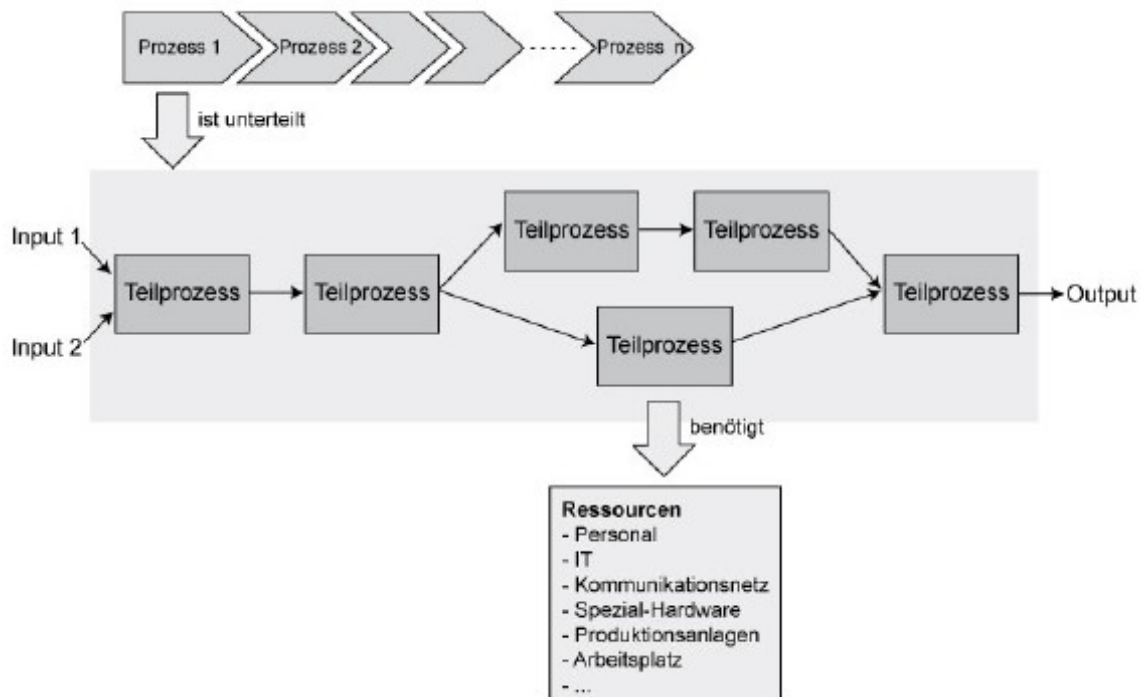 Prozess 1
Prozess 2
Prozess n
ist unterteilt
Teilprozess
Teilprozess
Input 1
Teilprozess
Teilprozess
Teilprozess
Output
Input 2
Teilprozess
benötigt
Ressourcen
- Personal
- IT
- Kommunikationsnetz
- Spezial-Hardware
- Produktionsanlagen
- Arbeitsplatz
- ...